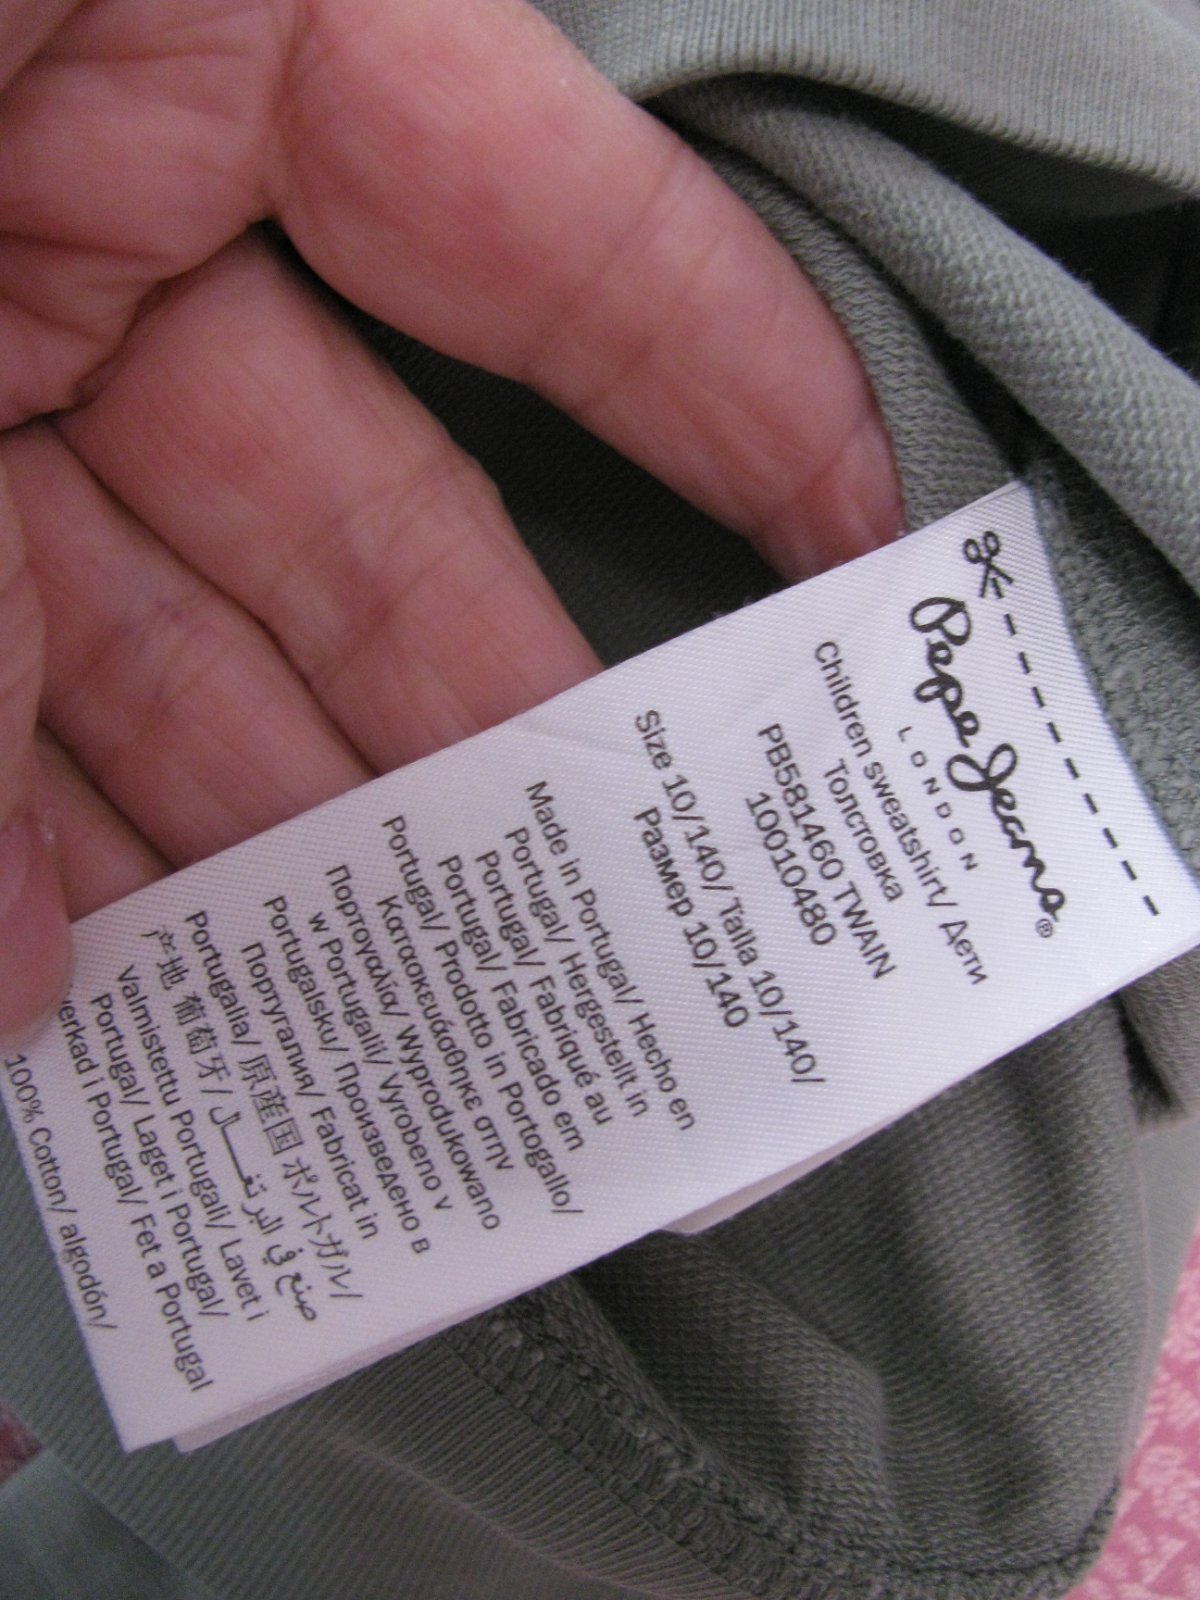 Pepe Jeans®
LONDON
Children sweatshirt/ Дети
Толстовка
PB581460 TWAIN
10010480
Size 10/140/ Talla 10/140/
Размер 10/140
Made in Portugal/ Hecho en
Portugal/ Hergestellt in
Portugal/ Fabriqué au
Portugal/ Fabricado em
Portugal/ Prodotto in Portogallo/
Κατασκευάσθηκε στην
Πορτογαλία/ Wyprodukowano
w Portugalii/ Vyrobeno v
Portugalsku/ Произведено в
Португалия/ Fabricat in
Portugalia/ 原産国 ポルトガル/
产地 葡萄牙/ صنع في البرتغال
Valmistettu Portugali/ Lavet i
Portugal/ Laget i Portugal/
verkad i Portugal/ Fet a Portugal
100% Cotton/ algodón/